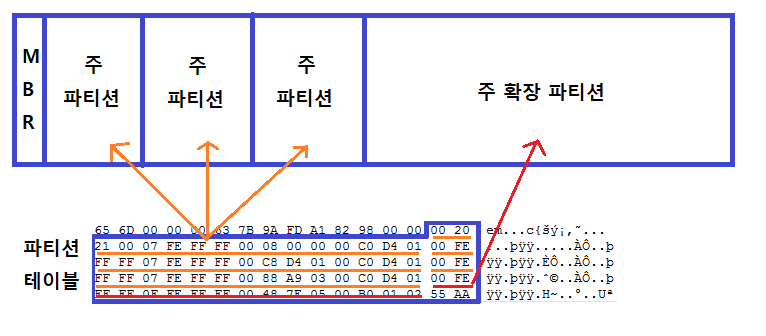 M
B
R
주
파티션
주
파티션
주
파티션
주 확장 파티션
파티션
테이블
65 6D 00 00 00 63 7B 9A FD A1 82 98 00 00 00 20 em...c{šý¡‚˜...
21 00 07 FE FF FF 00 08 00 00 00 C0 D4 01 00 FE !..þÿÿ.....ÀÔ..þ
FF FF 07 FE FF FF 00 C8 D4 01 00 C0 D4 01 00 FE ÿÿ.þÿÿ.ÈÔ..ÀÔ..þ
FF FF 07 FE FF FF 00 88 A9 03 00 C0 D4 01 00 FE ÿÿ.þÿÿ.ˆ©..ÀÔ..þ
FF FF 0F FE FF FF 00 48 7E 05 00 B0 01 02 55 AA ÿÿ.þÿÿ.H~..°..Uª